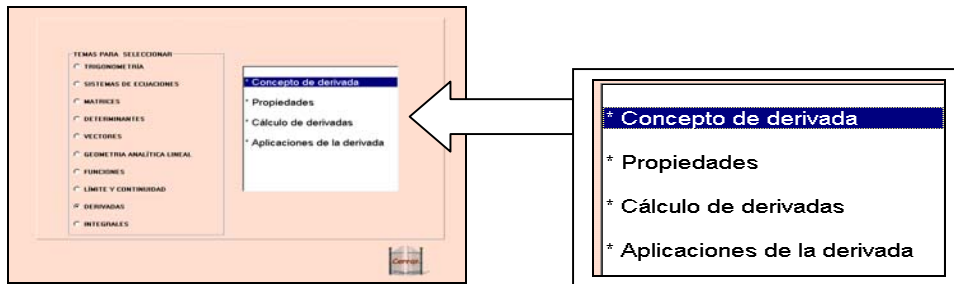 TEMAS PARA SELECCIONAR
TRIGONOMETRÍA
SISTEMAS DE ECUACIONES
MATRICES
DETERMINANTES
VECTORES
GEOMETRIA ANALÍTICA LINEAL
FUNCIONES
LÍMITE Y CONTINUIDAD
DERIVADAS
INTEGRALES
* Concepto de derivada
* Propiedades
* Cálculo de derivadas
* Aplicaciones de la derivada
Cerrar
* Concepto de derivada
* Propiedades
* Cálculo de derivadas
* Aplicaciones de la derivada